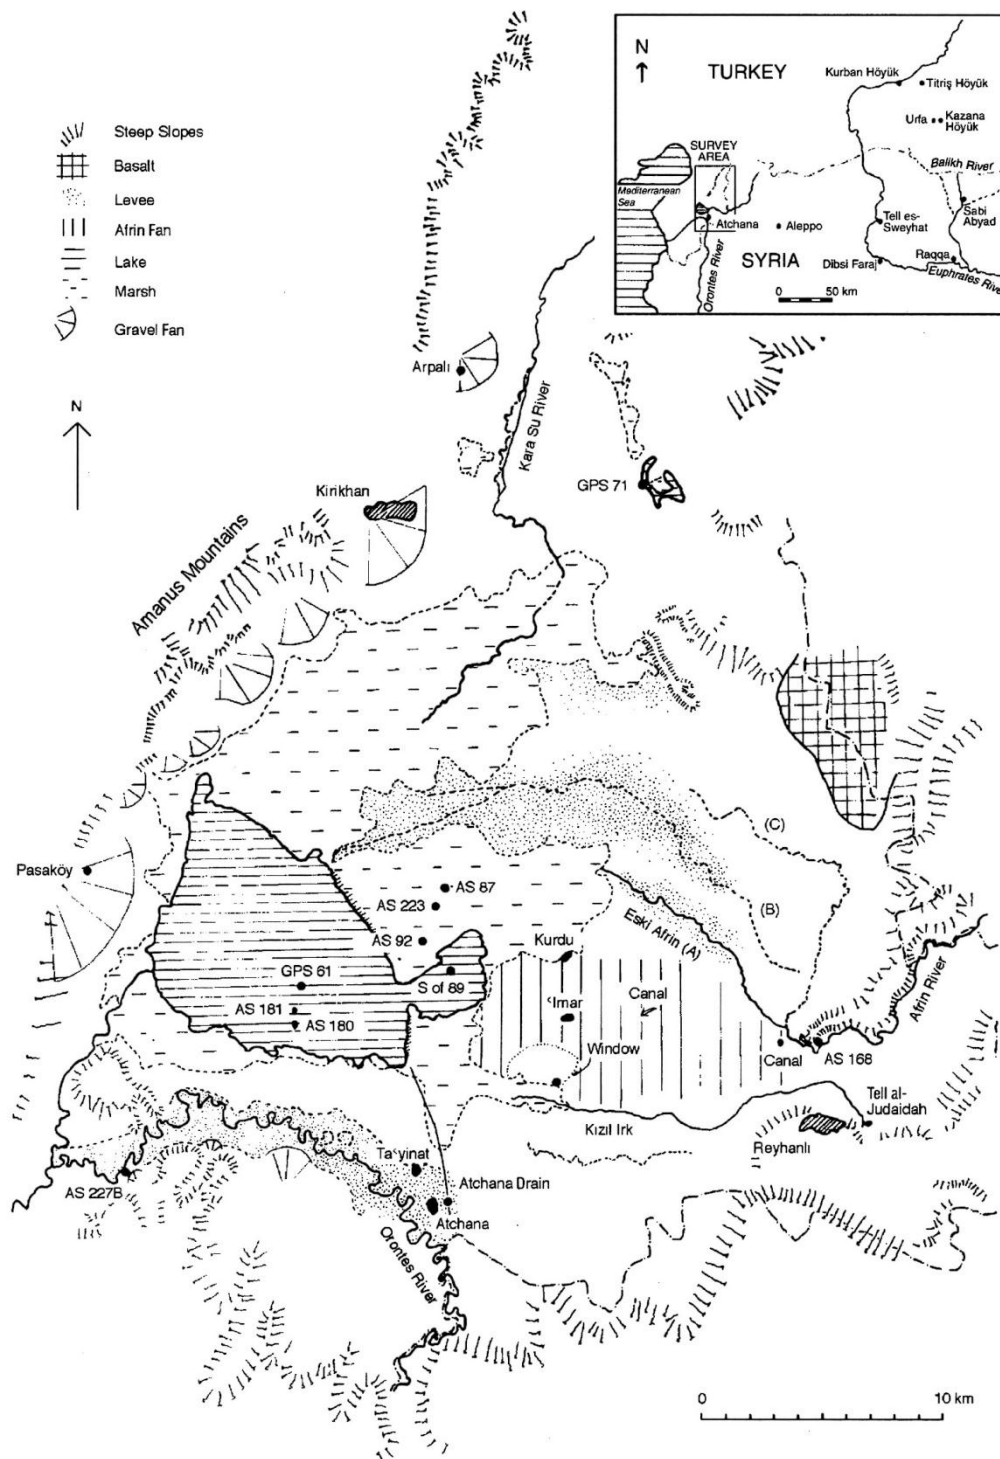 N
TURKEY
Kurban Höyük
Titriş Höyük
Urfa
Kazana
Höyük
SURVEY
AREA
Balikh River
Mediterranean
Sea
Sabi
Abyad
Tell es-
Sweyhat
Atchana
Aleppo
Orontes River
SYRIA
Dibsi Faraj
Raqqa
Euphrates River
0 50 km
Steep Slopes
Basalt
Levee
Afrin Fan
Lake
Marsh
Gravel Fan
N
Arpalı
Kara Su River
GPS 71
Kirikhan
Amanus Mountains
(C)
Pasaköy
AS 87
AS 223
(B)
Eski Afrin (A)
AS 92
Kurdu
GPS 61
S of 89
Afrin River
Canal
AS 181
Imar
AS 180
Window
Canal
AS 168
Tell al-
Judaidah
Kızıl Irk
Reyhanlı
Ta'yinat
AS 227B
Atchana Drain
Atchana
Orontes River
0 10 km